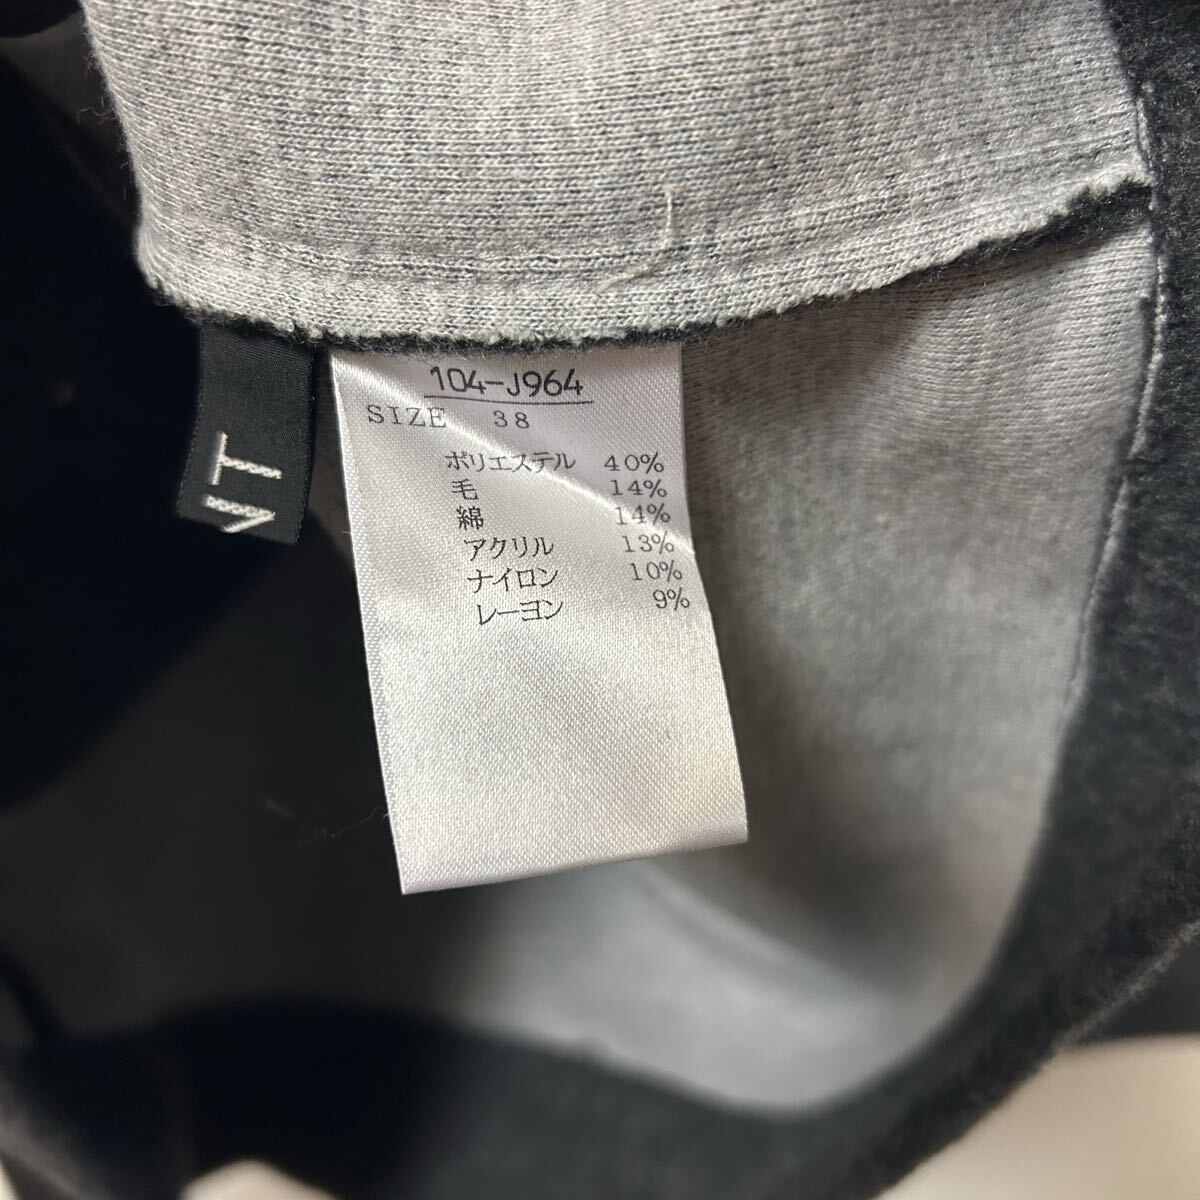 104-J964
SIZE 38
ポリエステル 40%
毛 14%
綿 14%
アクリル 13%
ナイロン 10%
レーヨン 9%